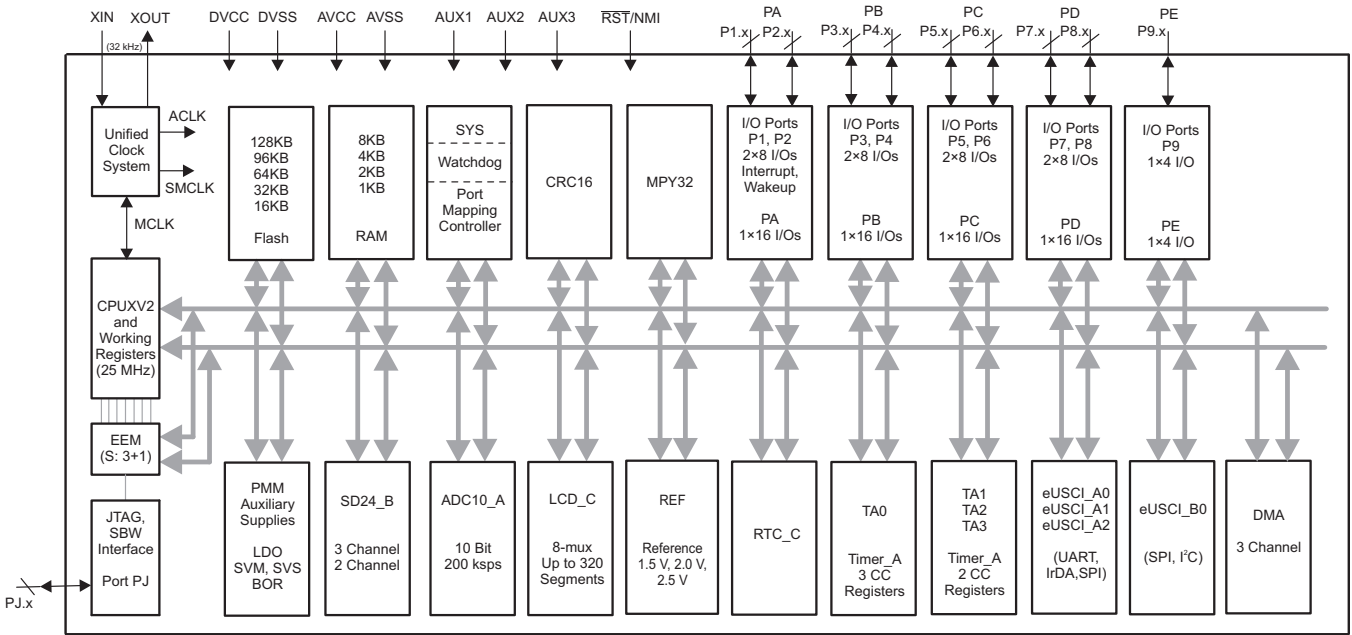 XIN XOUT DVCC DVSS AVCC AVSS AUX1 AUX2 AUX3 RST/NMI PA PB PC PD PE
(32 kHz) P1.x P2.x P3.x P4.x P5.x P6.x P7.x P8.x P9.x
Unified
Clock
System
ACLK
SMCLK
MCLK
128KB
96KB
64KB
32KB
16KB
Flash
8KB
4KB
2KB
1KB
RAM
SYS
Watchdog
Port
Mapping
Controller
CRC16
MPY32
I/O Ports
P1, P2
2×8 I/Os
Interrupt,
Wakeup
PA
1×16 I/Os
I/O Ports
P3, P4
2×8 I/Os
PB
1×16 I/Os
I/O Ports
P5, P6
2×8 I/Os
PC
1×16 I/Os
I/O Ports
P7, P8
2×8 I/Os
PD
1×16 I/Os
I/O Ports
P9
1×4 I/O
PE
1×4 I/O
CPUXV2
and
Working
Registers
(25 MHz)
EEM
(S: 3+1)
JTAG,
SBW
Interface
Port PJ
PJ.x
PMM
Auxiliary
Supplies
LDO
SVM, SVS
BOR
SD24_B
3 Channel
2 Channel
ADC10_A
10 Bit
200 ksps
LCD_C
8-mux
Up to 320
Segments
REF
Reference
1.5 V, 2.0 V,
2.5 V
RTC_C
TA0
Timer_A
3 CC
Registers
TA1
TA2
TA3
Timer_A
2 CC
Registers
eUSCI_A0
eUSCI_A1
eUSCI_A2
(UART,
IrDA,SPI)
eUSCI_B0
(SPI, I²C)
DMA
3 Channel